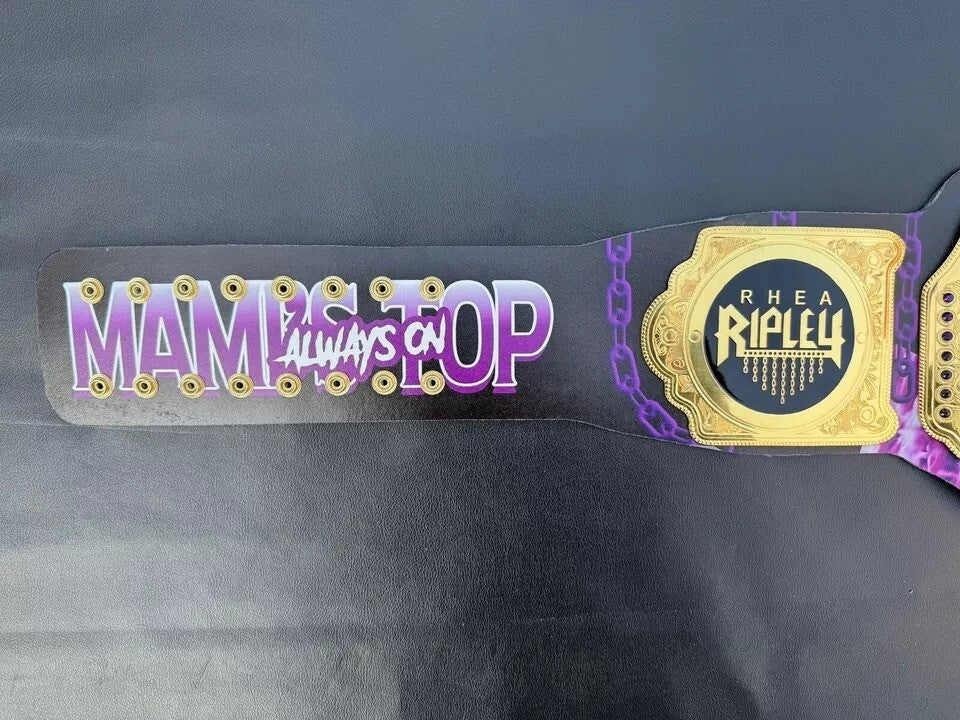 MAMI'S
ALWAYS ON
TOP
RHEA
RIPLEY